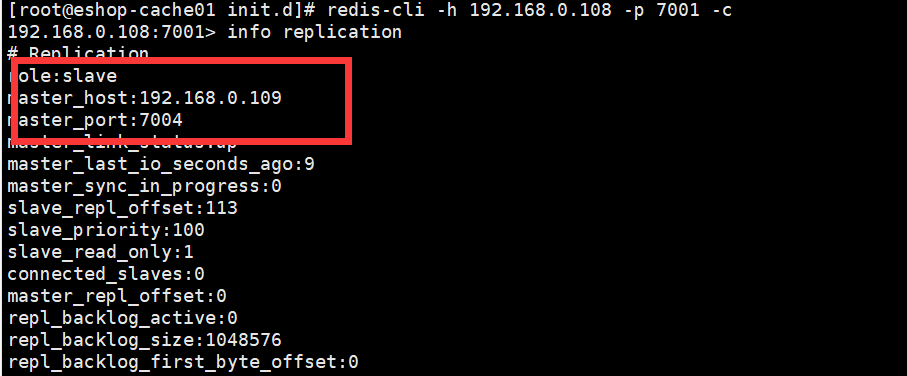 [root@eshop-cache01 init.d]# redis-cli -h 192.168.0.108 -p 7001 -c
192.168.0.108:7001> info replication
# Replication
role:slave
master_host:192.168.0.109
master_port:7004
master_link_status:up
master_last_io_seconds_ago:9
master_sync_in_progress:0
slave_repl_offset:113
slave_priority:100
slave_read_only:1
connected_slaves:0
master_repl_offset:0
repl_backlog_active:0
repl_backlog_size:1048576
repl_backlog_first_byte_offset:0